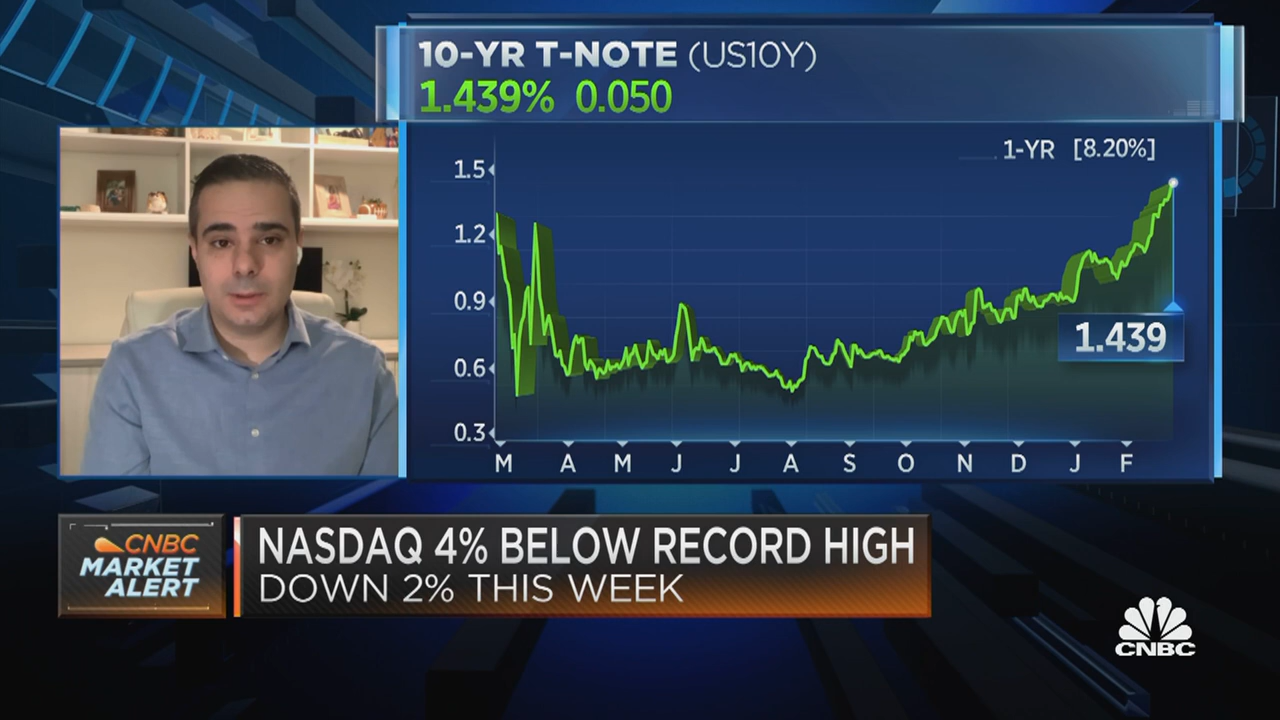 10-YR T-NOTE (US10Y)
1.439% 0.050
1-YR [8.20%]
1.5
1.2
0.9
0.6
0.3
1.439
M A M J J A S O N D J F
CNBC
MARKET
ALERT
NASDAQ 4% BELOW RECORD HIGH
DOWN 2% THIS WEEK
CNBC